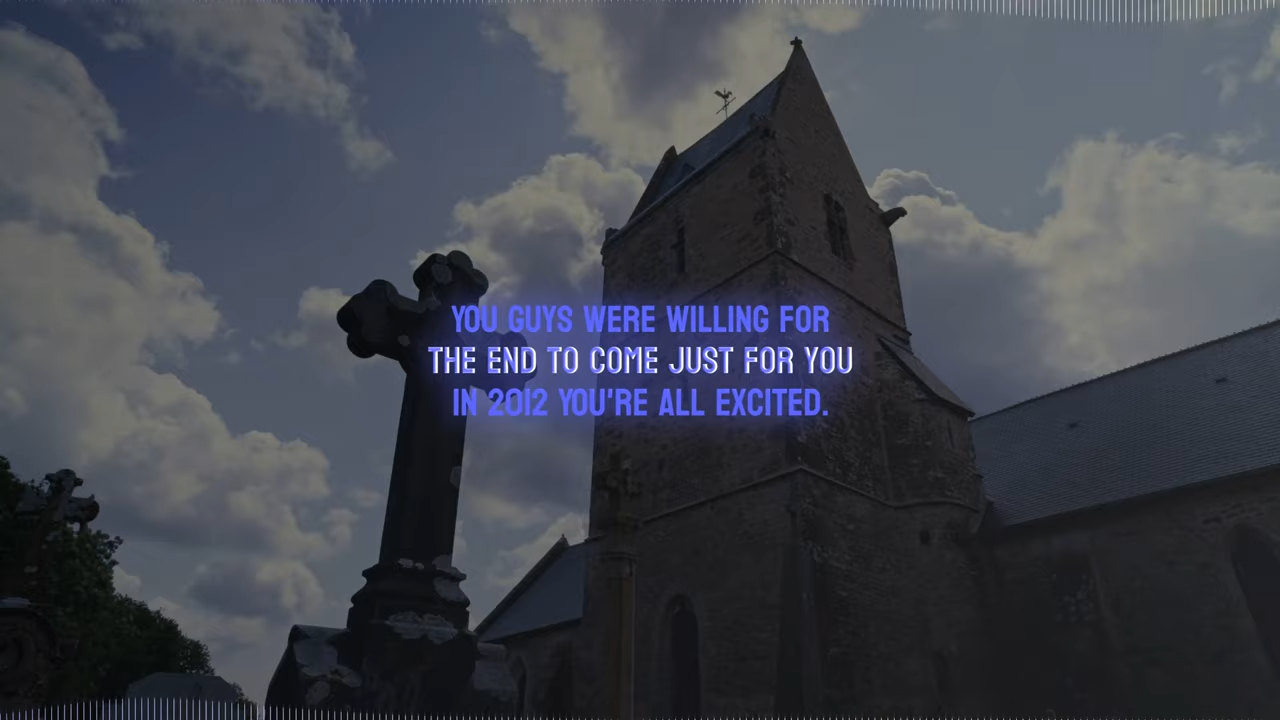 YOU GUYS WERE WILLING FOR
THE END TO COME JUST FOR YOU
IN 2012 YOU'RE ALL EXCITED.